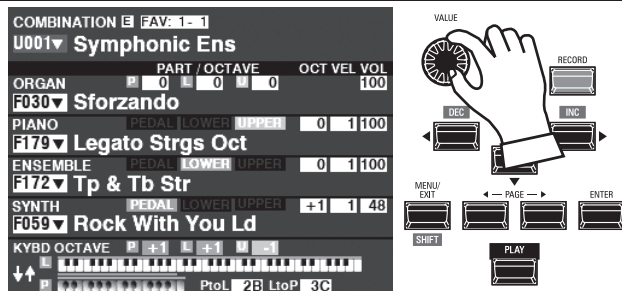 COMBINATION E FAV: 1- 1
U001▼ Symphonic Ens
PART / OCTAVE OCT VEL VOL
ORGAN P 0 L 0 U 0 100
F030▼ Sforzando
PIANO PEDAL LOWER UPPER 0 1 100
F179▼ Legato Strgs Oct
ENSEMBLE PEDAL LOWER UPPER 0 1 100
F172▼ Tp & Tb Str
SYNTH PEDAL LOWER UPPER +1 1 48
F059▼ Rock With You Ld
KYBD OCTAVE P +1 L +1 U -1
L
P PtoL 2B LtoP 3C
VALUE
RECORD
DEC INC
MENU/
EXIT
◄ — PAGE — ►
ENTER
SHIFT
PLAY